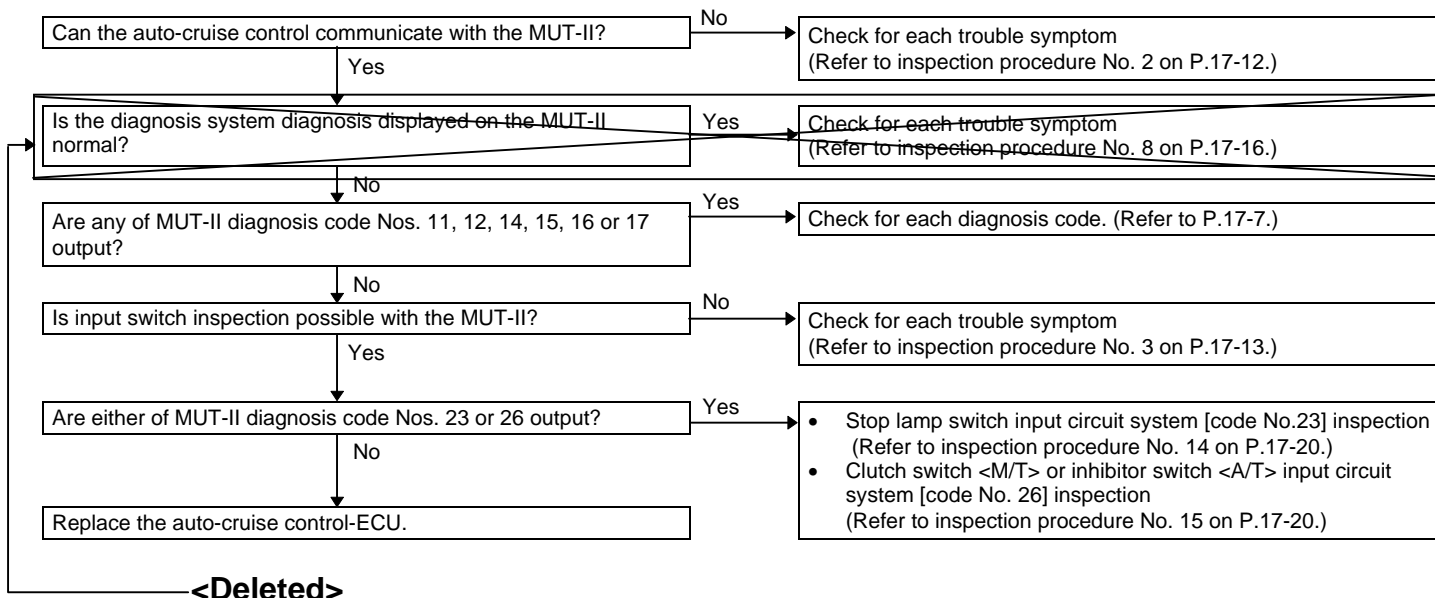 Can the auto-cruise control communicate with the MUT-II?
No
Check for each trouble symptom
(Refer to inspection procedure No. 2 on P.17-12.)
Yes
Is the diagnosis system diagnosis displayed on the MUT-II
normal?
Yes
Check for each trouble symptom
(Refer to inspection procedure No. 8 on P.17-16.)
No
Are any of MUT-II diagnosis code Nos. 11, 12, 14, 15, 16 or 17
output?
Yes
Check for each diagnosis code. (Refer to P.17-7.)
No
Is input switch inspection possible with the MUT-II?
No
Check for each trouble symptom
(Refer to inspection procedure No. 3 on P.17-13.)
Yes
Are either of MUT-II diagnosis code Nos. 23 or 26 output?
Yes
• Stop lamp switch input circuit system [code No.23] inspection
(Refer to inspection procedure No. 14 on P.17-20.)
• Clutch switch <M/T> or inhibitor switch <A/T> input circuit
system [code No. 26] inspection
(Refer to inspection procedure No. 15 on P.17-20.)
No
Replace the auto-cruise control-ECU.
<Deleted>